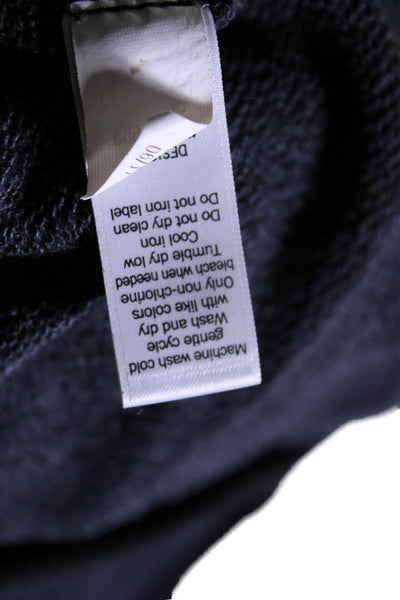 Machine wash cold
gentle cycle
Wash and dry
with like colors
Only non-chlorine
bleach when needed
Tumble dry low
Cool iron
Do not dry clean
Do not iron label